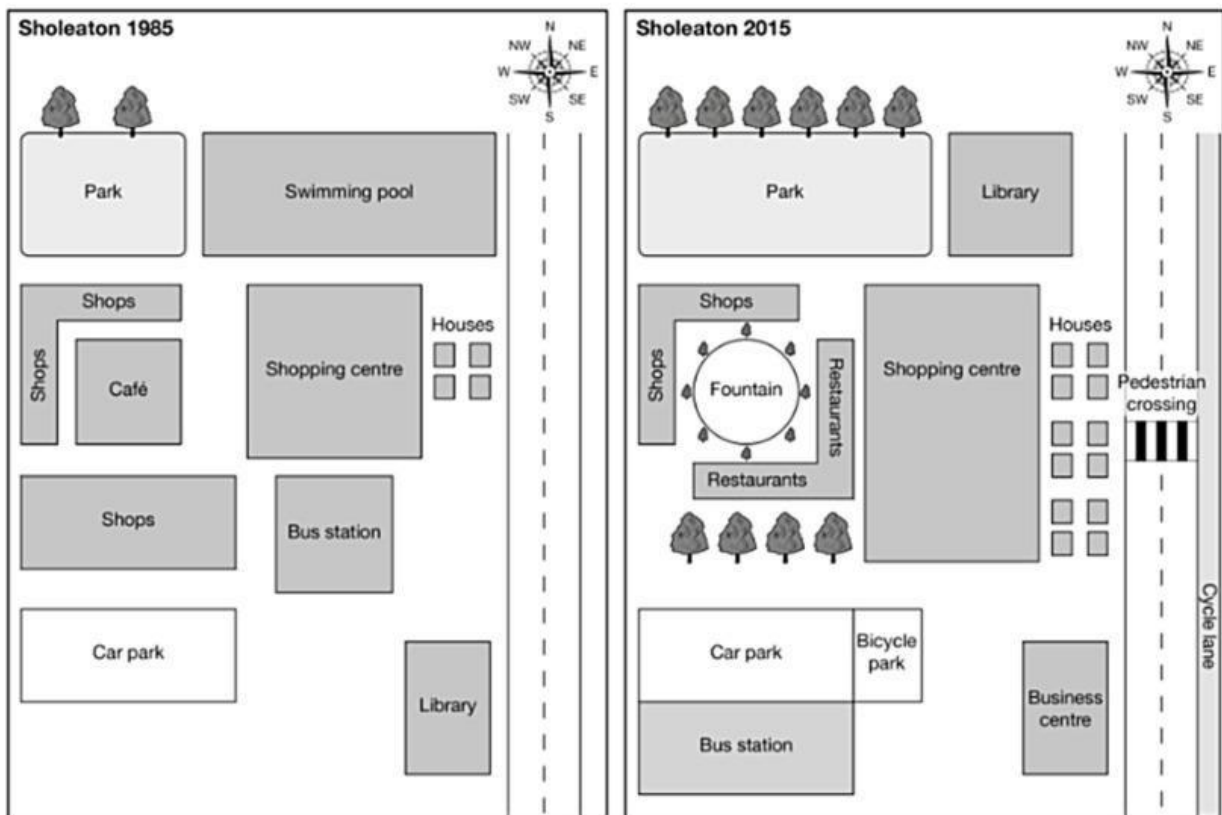 Sholeaton 1985
N
NW NE
W E
SW SE
S
Park
Swimming pool
Shops
Shops
Café
Shopping centre
Houses
Shops
Bus station
Car park
Library
Sholeaton 2015
N
NW NE
W E
SW SE
S
Park
Library
Shops
Shops
Fountain
Restaurants
Restaurants
Shopping centre
Houses
Pedestrian
crossing
Car park
Bicycle
park
Bus station
Business
centre
Cycle lane